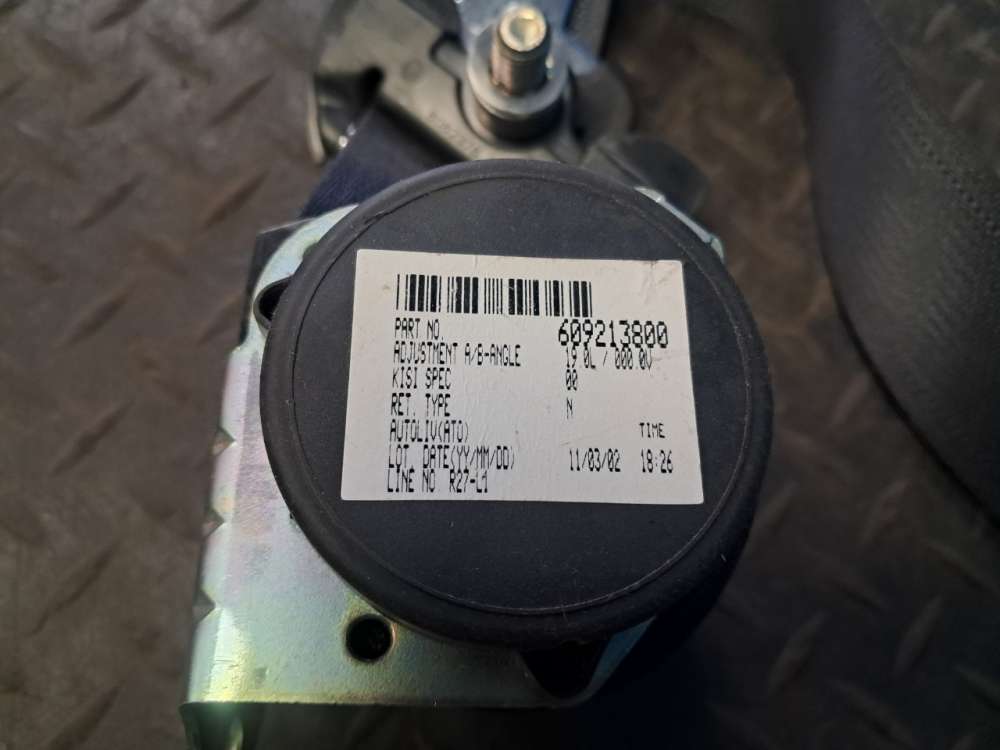 PART NO. 609213800
ADJUSTMENT A/B-ANGLE 19 0L / 000.0V
KISI SPEC 00
RET. TYPE N
AUTOLIV(ATO) TIME
LOT. DATE(YY/MM/DD) 11/03/02 18:26
LINE NO R27-L1